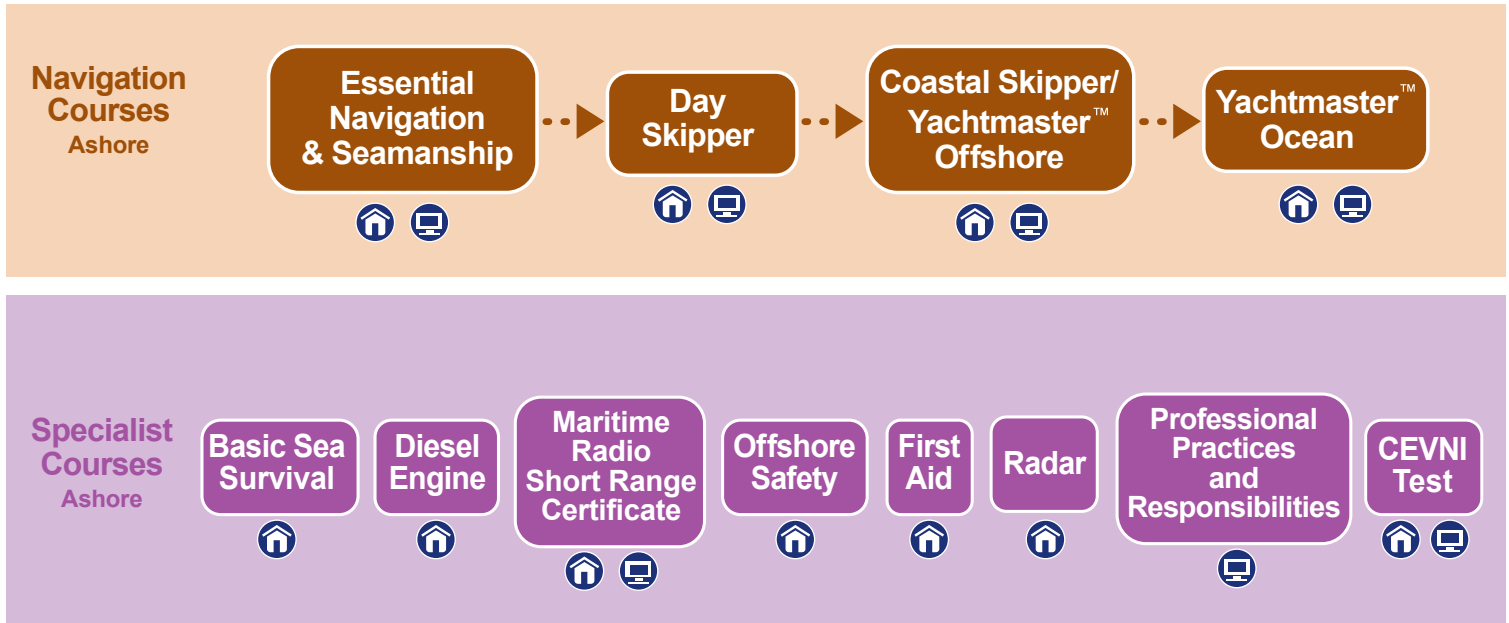 Navigation
Courses
Ashore
Essential
Navigation
& Seamanship
Day
Skipper
Coastal Skipper/
Yachtmaster™
Offshore
Yachtmaster™
Ocean
Specialist
Courses
Ashore
Basic Sea
Survival
Diesel
Engine
Maritime
Radio
Short Range
Certificate
Offshore
Safety
First
Aid
Radar
Professional
Practices
and
Responsibilities
CEVNI
Test